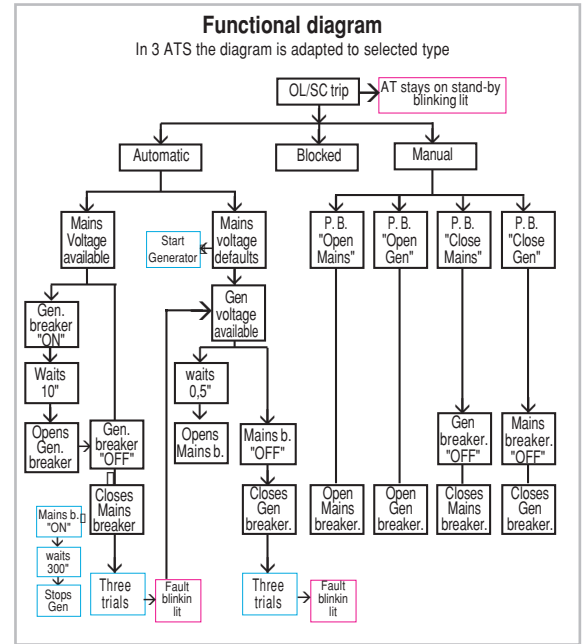 Functional diagram
In 3 ATS the diagram is adapted to selected type
OL/SC trip
AT stays on stand-by
blinking lit
Automatic
Blocked
Manual
Mains
Voltage
available
Start
Generator
Mains
voltage
defaults
P. B.
"Open
Mains"
P. B.
"Open
Gen"
P. B.
"Close
Mains"
P. B.
"Close
Gen"
Gen.
breaker
"ON"
Gen
voltage
available
Waits
10"
waits
0,5"
Opens
Gen.
breaker
Gen.
breaker
"OFF"
Opens
Mains b.
Mains b.
"OFF"
Gen
breaker.
"OFF"
Mains
breaker.
"OFF"
Closes
Mains
breaker
Closes
Gen
breaker.
Open
Mains
breaker.
Open
Gen
breaker.
Closes
Mains
breaker.
Closes
Gen
breaker.
Mains b.
"ON"
waits
300"
Stops
Gen
Three
trials
Fault
blinkin
lit
Three
trials
Fault
blinkin
lit